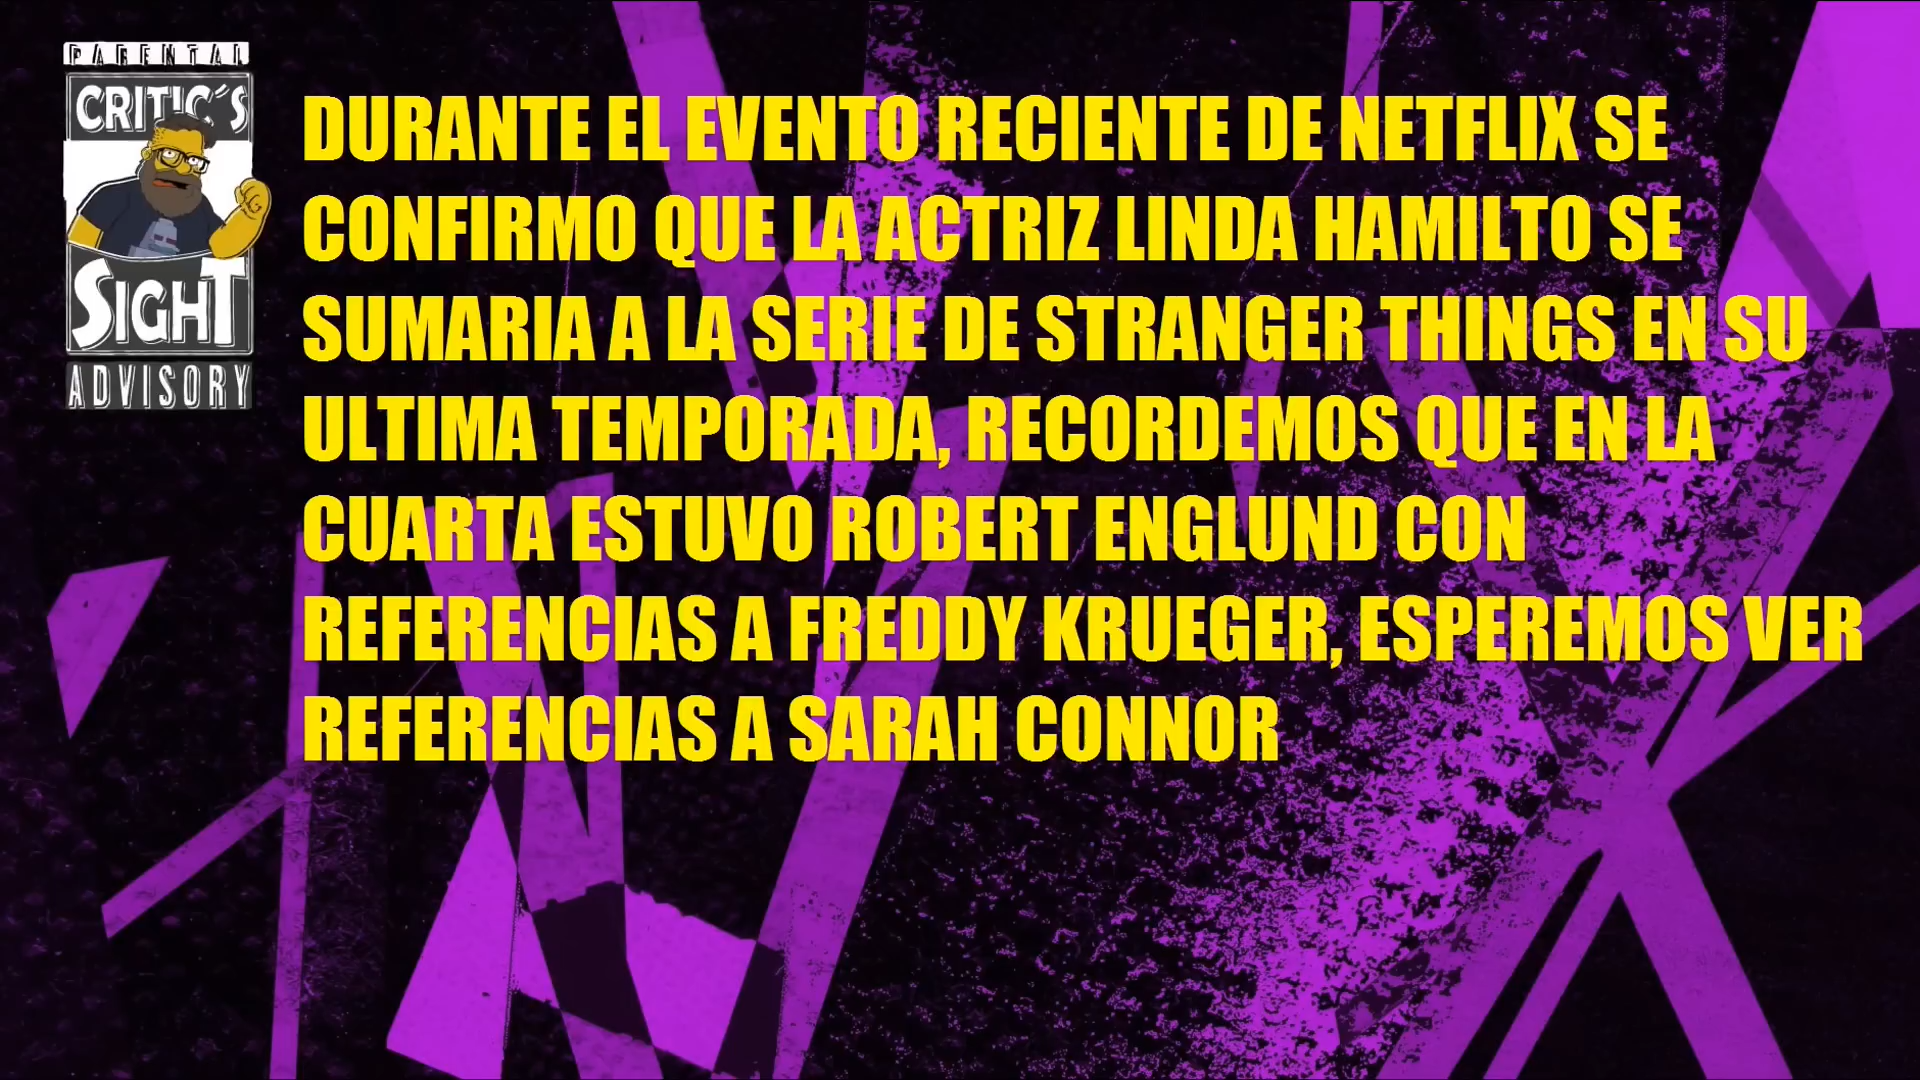 PARENTAL
CRITIC´S
SIGHT
ADVISORY
DURANTE EL EVENTO RECIENTE DE NETFLIX SE
CONFIRMO QUE LA ACTRIZ LINDA HAMILTO SE
SUMARIA A LA SERIE DE STRANGER THINGS EN SU
ULTIMA TEMPORADA, RECORDEMOS QUE EN LA
CUARTA ESTUVO ROBERT ENGLUND CON
REFERENCIAS A FREDDY KRUEGER, ESPEREMOS VER
REFERENCIAS A SARAH CONNOR